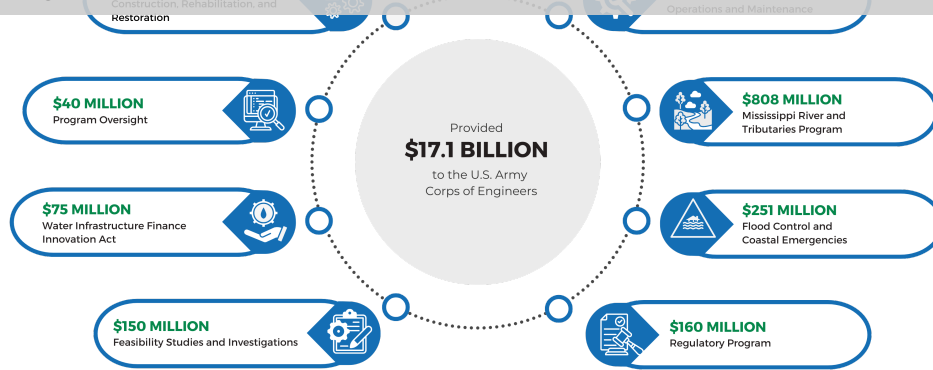 Construction, Rehabilitation, and
Restoration
Operations and Maintenance
$40 MILLION
Program Oversight
$808 MILLION
Mississippi River and
Tributaries Program
Provided
$17.1 BILLION
to the U.S. Army
Corps of Engineers
$75 MILLION
Water Infrastructure Finance
Innovation Act
$251 MILLION
Flood Control and
Coastal Emergencies
$150 MILLION
Feasibility Studies and Investigations
$160 MILLION
Regulatory Program